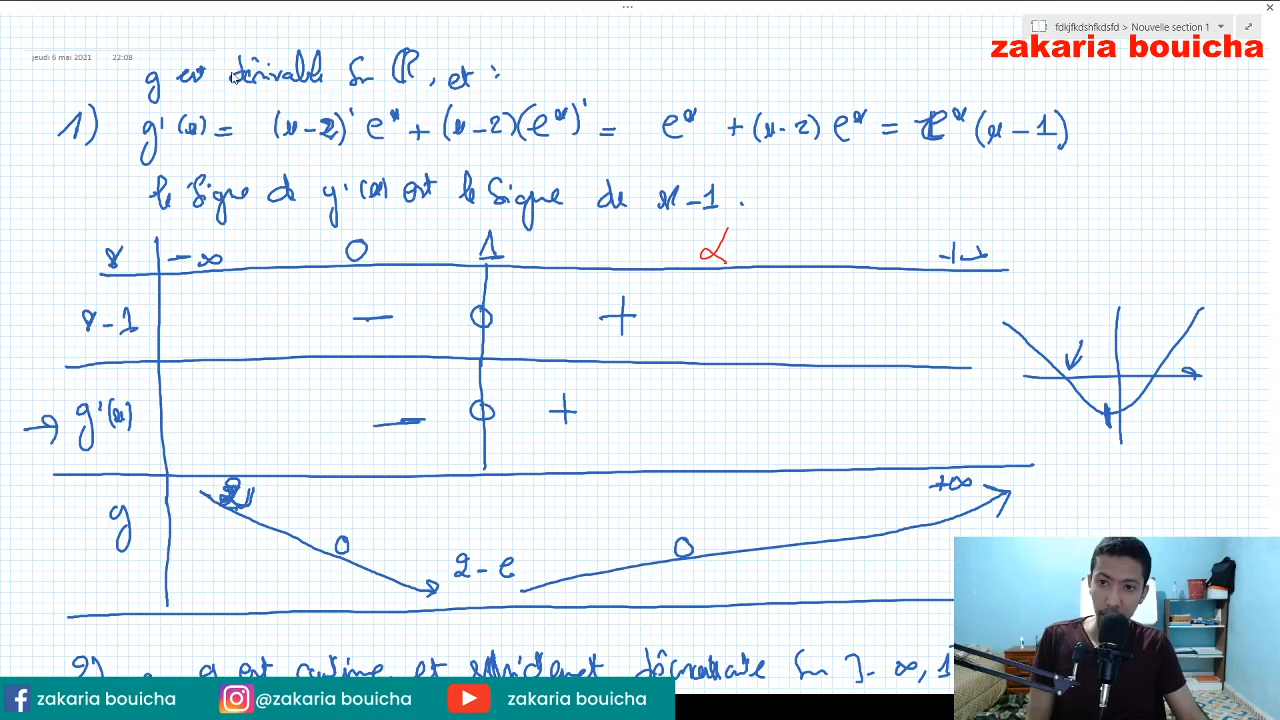 fdkjfkdshfkdsfd > Nouvelle section 1
zakaria bouicha
jeudi 6 mai 2021 22:08
g est dérivable sur ℝ, et :
1) g'(x) = (x-2)' eˣ + (x-2)(eˣ)' = eˣ + (x-2) eˣ = eˣ (x-1)
le signe de g'(x) est le signe de x-1.
x -∞ 0 1 α +∞
x-1 - 0 +
→ g'(x) - 0 +
2 +∞
g 0 2-e 0
2) g est continue et strictement décroissante sur ]-∞,1
zakaria bouicha @zakaria bouicha zakaria bouicha